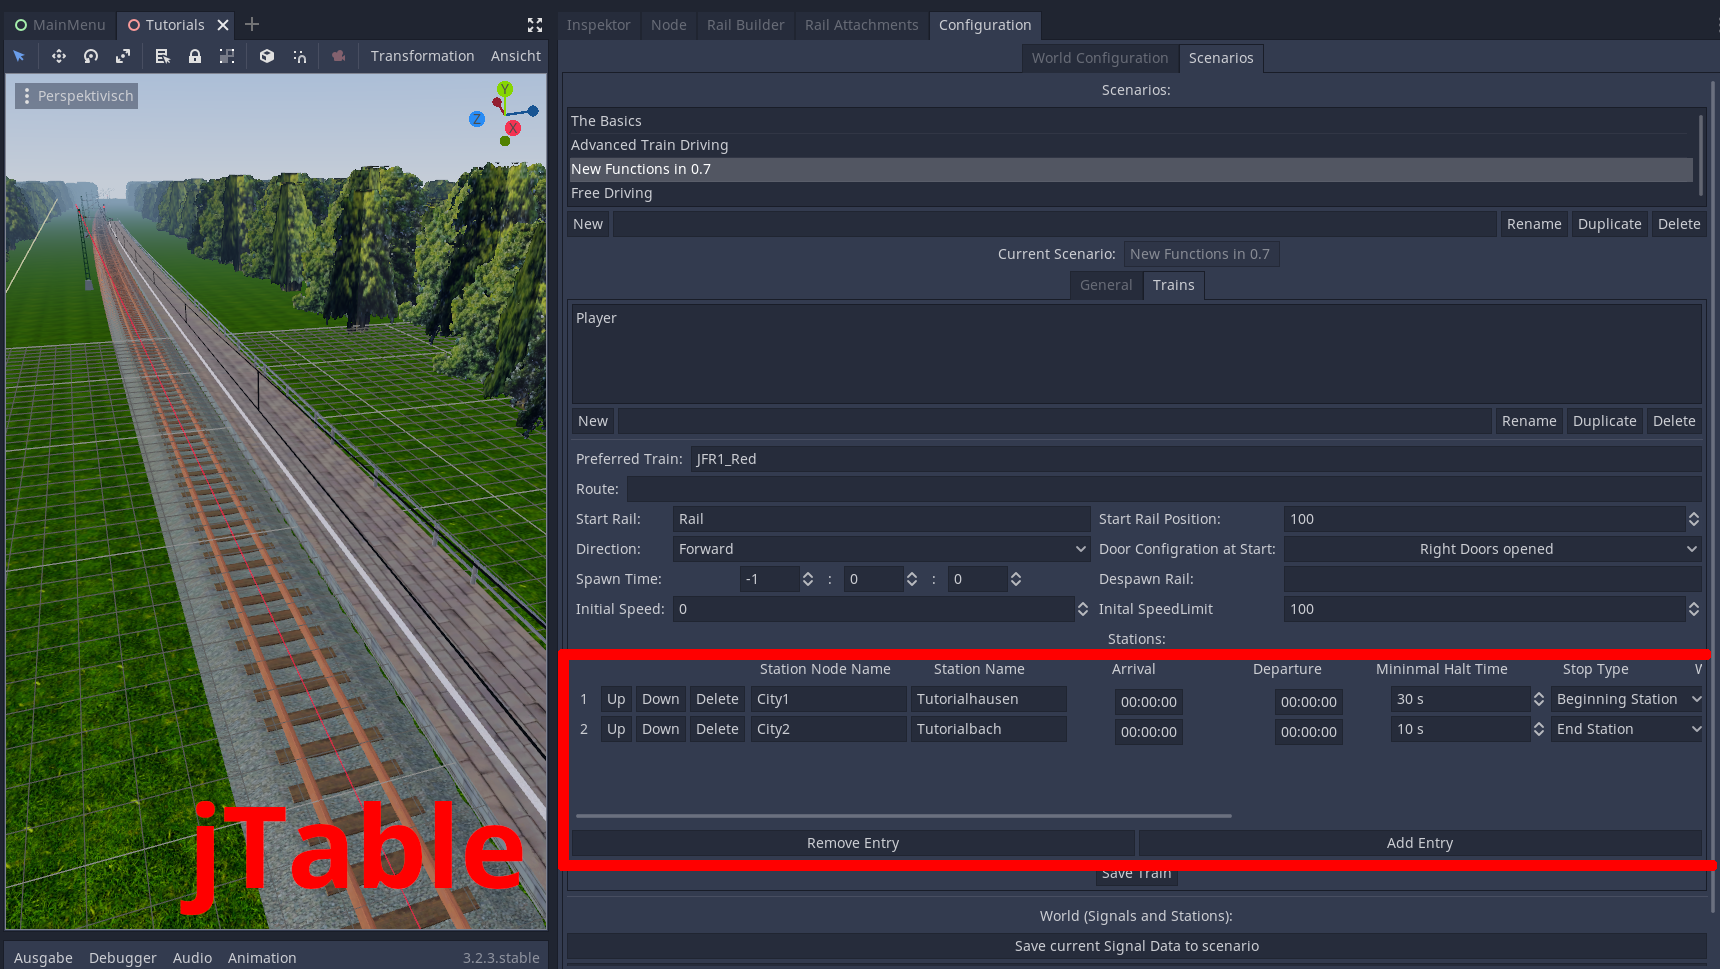 MainMenu
Tutorials
Transformation Ansicht
Perspektivisch
Y
Z
X
jTable
Ausgabe Debugger Audio Animation 3.2.3.stable
Inspektor Node Rail Builder Rail Attachments Configuration
World Configuration Scenarios
Scenarios:
The Basics
Advanced Train Driving
New Functions in 0.7
Free Driving
New Rename Duplicate Delete
Current Scenario: New Functions in 0.7
General Trains
Player
New Rename Duplicate Delete
Preferred Train: JFR1_Red
Route:
Start Rail: Rail Start Rail Position: 100
Direction: Forward Door Configration at Start: Right Doors opened
Spawn Time: -1 : 0 : 0 Despawn Rail:
Initial Speed: 0 Inital SpeedLimit 100
Stations:
Station Node Name Station Name Arrival Departure Mininmal Halt Time Stop Type
1 Up Down Delete City1 Tutorialhausen 00:00:00 00:00:00 30 s Beginning Station
2 Up Down Delete City2 Tutorialbach 00:00:00 00:00:00 10 s End Station
Remove Entry Add Entry
Save Train
World (Signals and Stations):
Save current Signal Data to scenario